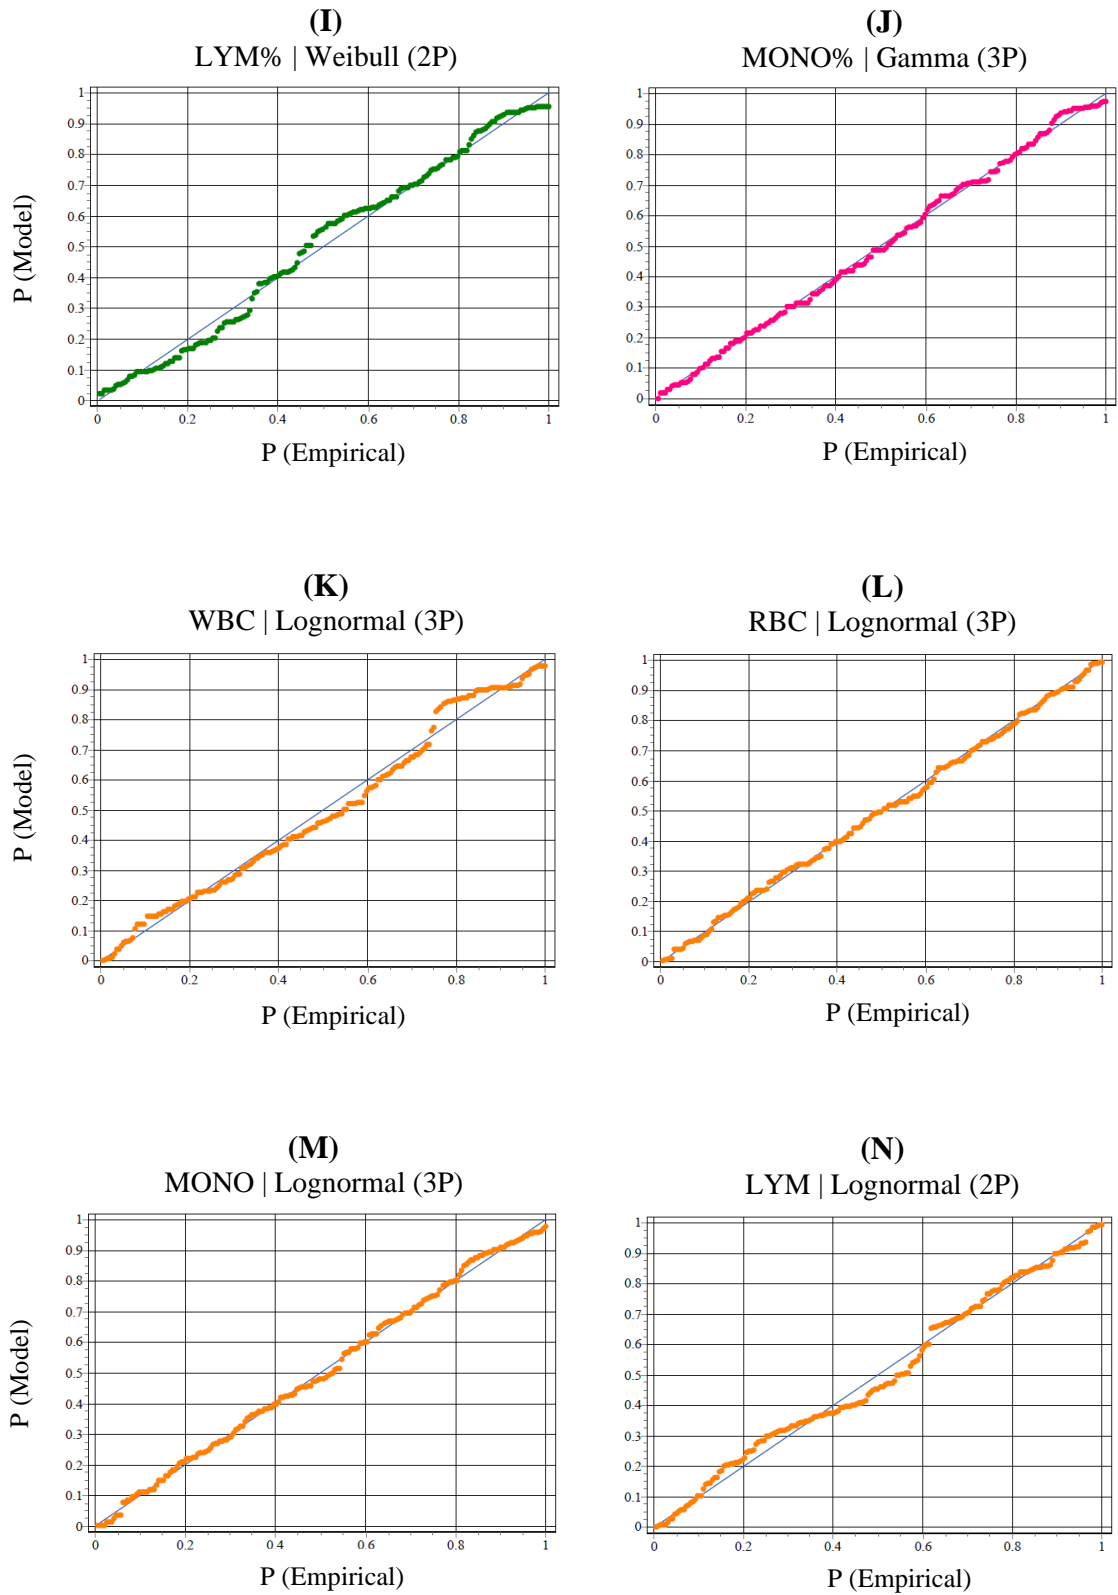 (I)
LYM% | Weibull (2P)
1
0.9
0.8
0.7
0.6
0.5
0.4
0.3
0.2
0.1
0
0 0.2 0.4 0.6 0.8 1
P (Model)
P (Empirical)
(J)
MONO% | Gamma (3P)
1
0.9
0.8
0.7
0.6
0.5
0.4
0.3
0.2
0.1
0
0 0.2 0.4 0.6 0.8 1
P (Empirical)
(K)
WBC | Lognormal (3P)
1
0.9
0.8
0.7
0.6
0.5
0.4
0.3
0.2
0.1
0
0 0.2 0.4 0.6 0.8 1
P (Model)
P (Empirical)
(L)
RBC | Lognormal (3P)
1
0.9
0.8
0.7
0.6
0.5
0.4
0.3
0.2
0.1
0
0 0.2 0.4 0.6 0.8 1
P (Empirical)
(M)
MONO | Lognormal (3P)
1
0.9
0.8
0.7
0.6
0.5
0.4
0.3
0.2
0.1
0
0 0.2 0.4 0.6 0.8 1
P (Model)
P (Empirical)
(N)
LYM | Lognormal (2P)
1
0.9
0.8
0.7
0.6
0.5
0.4
0.3
0.2
0.1
0
0 0.2 0.4 0.6 0.8 1
P (Empirical)